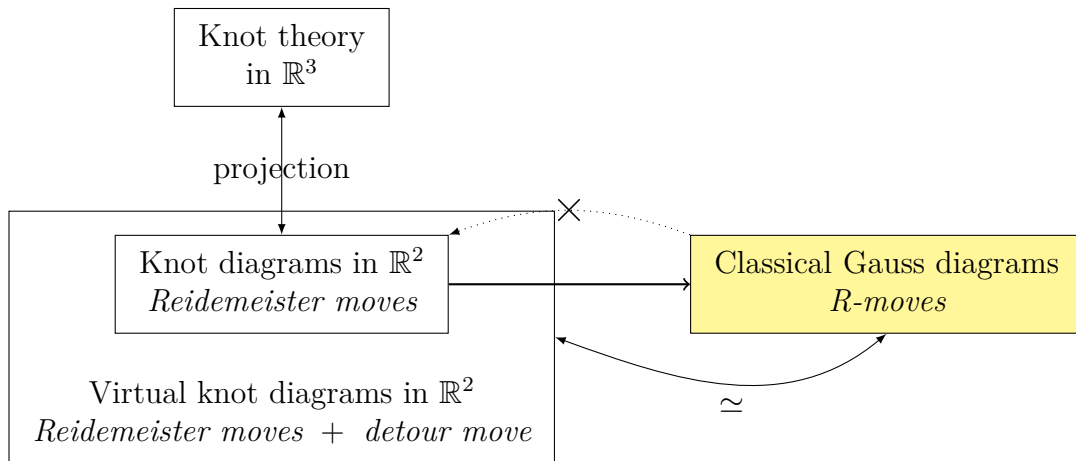 Knot theory
in ℝ³
projection
Knot diagrams in ℝ²
Reidemeister moves
Classical Gauss diagrams
R-moves
Virtual knot diagrams in ℝ²
Reidemeister moves + detour move
≃